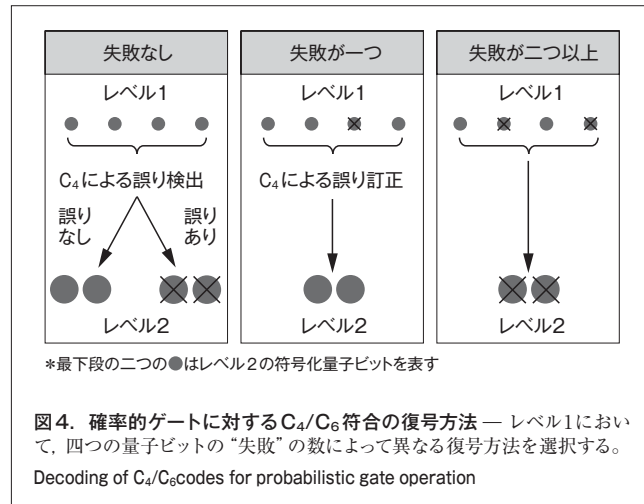 失敗なし
失敗が一つ
失敗が二つ以上
レベル1
レベル1
レベル1
C₄による誤り検出
C₄による誤り訂正
誤り
なし
誤り
あり
レベル2
レベル2
レベル2
*最下段の二つの●はレベル2の符号化量子ビットを表す
図4. 確率的ゲートに対するC₄/C₆符合の復号方法 ― レベル1におい
て,四つの量子ビットの“失敗”の数によって異なる復号方法を選択する。
Decoding of C₄/C₆codes for probabilistic gate operation